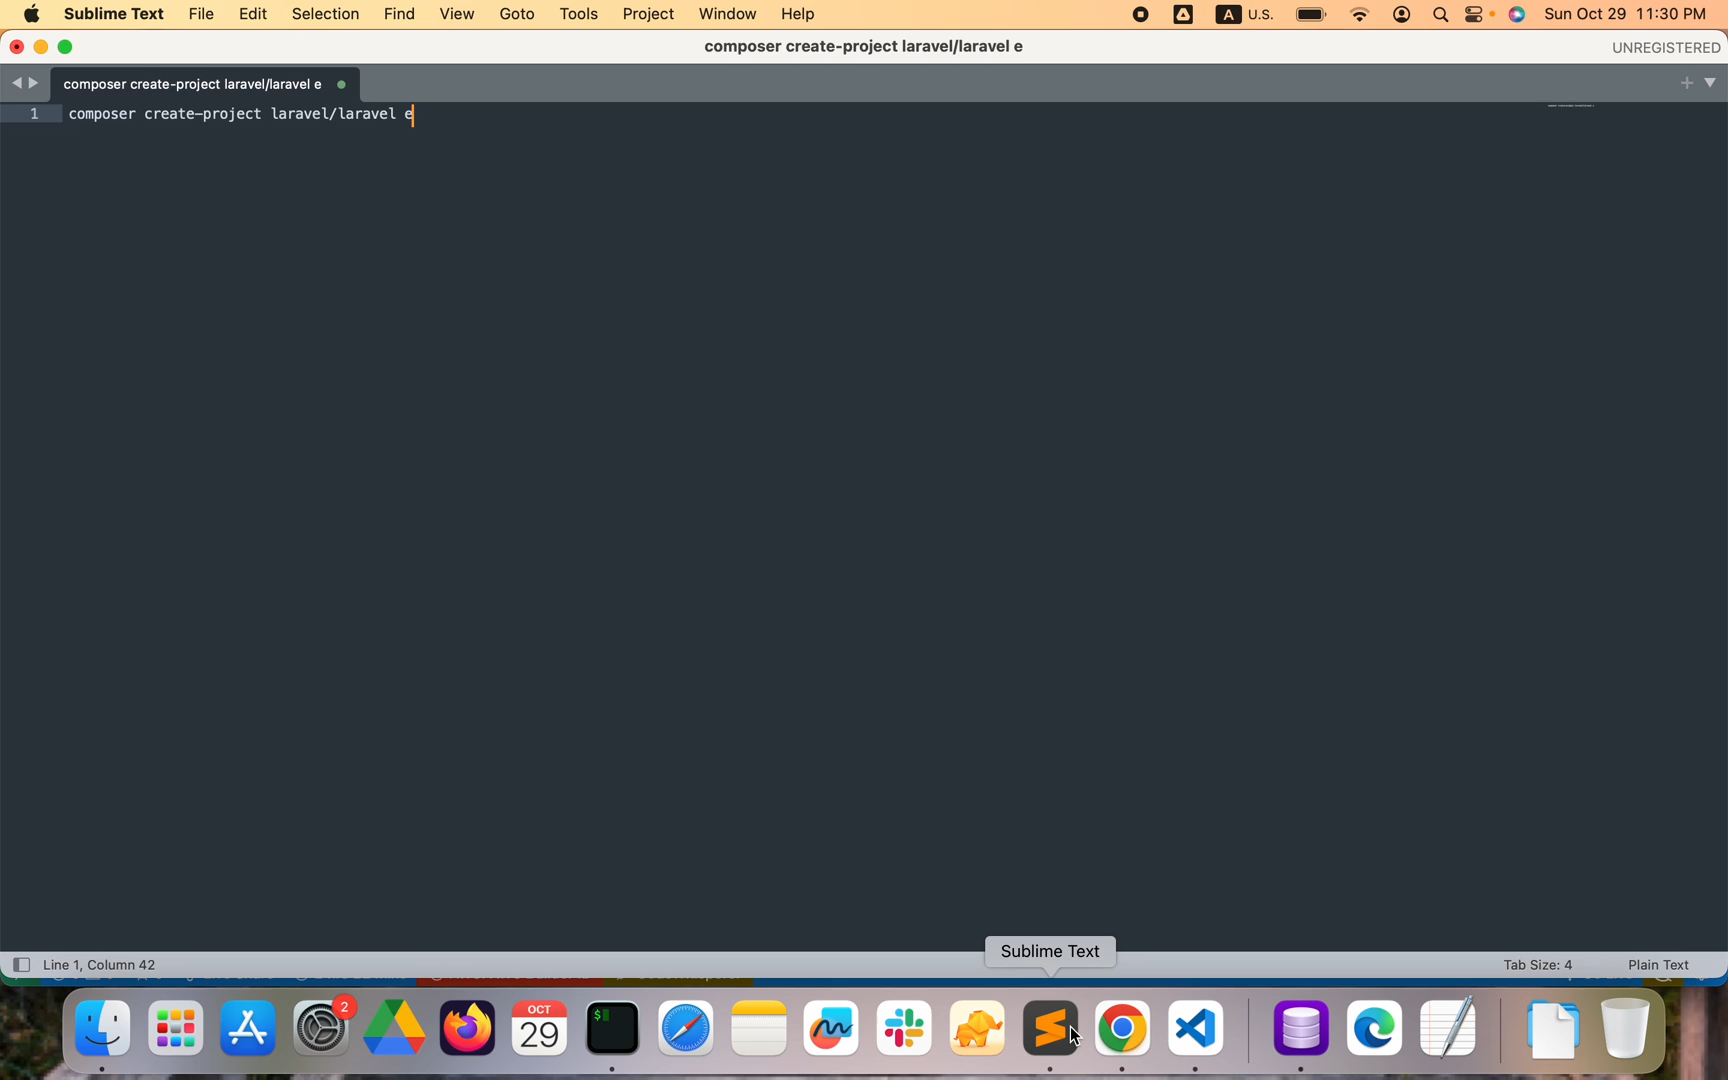 Sublime Text File Edit Selection Find View Goto Tools Project Window Help A U.S. Sun Oct 29 11:30 PM
composer create-project laravel/laravel e
UNREGISTERED
composer create-project laravel/laravel e
1 composer create-project laravel/laravel e
Sublime Text
Line 1, Column 42
Tab Size: 4
Plain Text
2
OCT
29
$